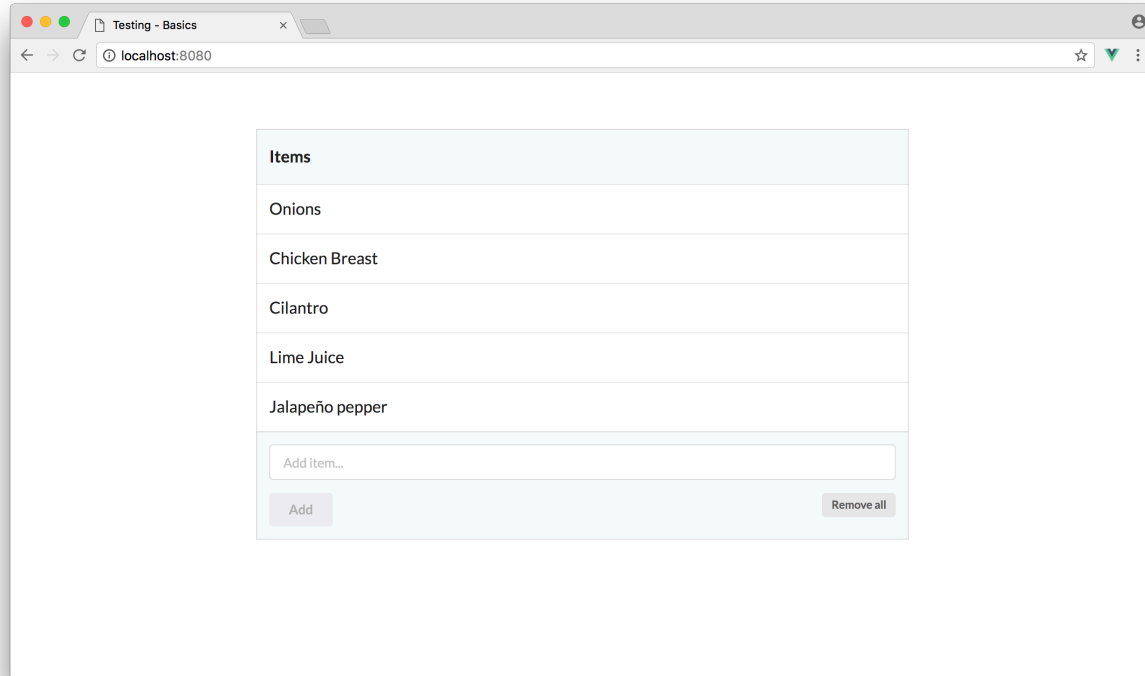 Testing - Basics
localhost:8080
Items
Onions
Chicken Breast
Cilantro
Lime Juice
Jalapeño pepper
Add item...
Add
Remove all